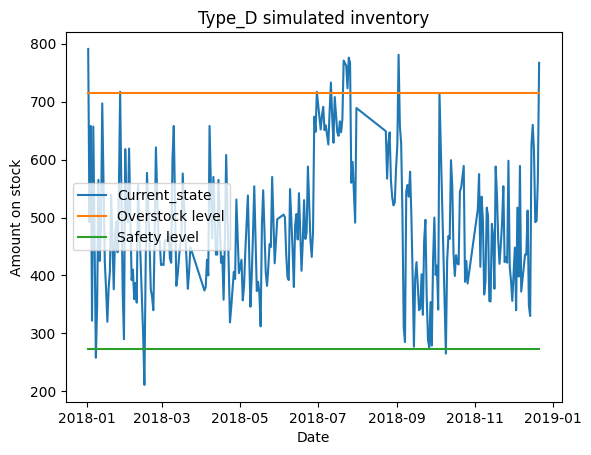 Type_D simulated inventory
800
700
600
500
400
300
200
Amount on stock
Current_state
Overstock level
Safety level
2018-01 2018-03 2018-05 2018-07 2018-09 2018-11 2019-01
Date